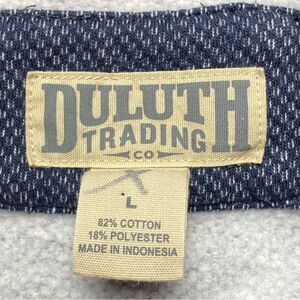 DULUTH
TRADING
CO
L
82% COTTON
18% POLYESTER
MADE IN INDONESIA